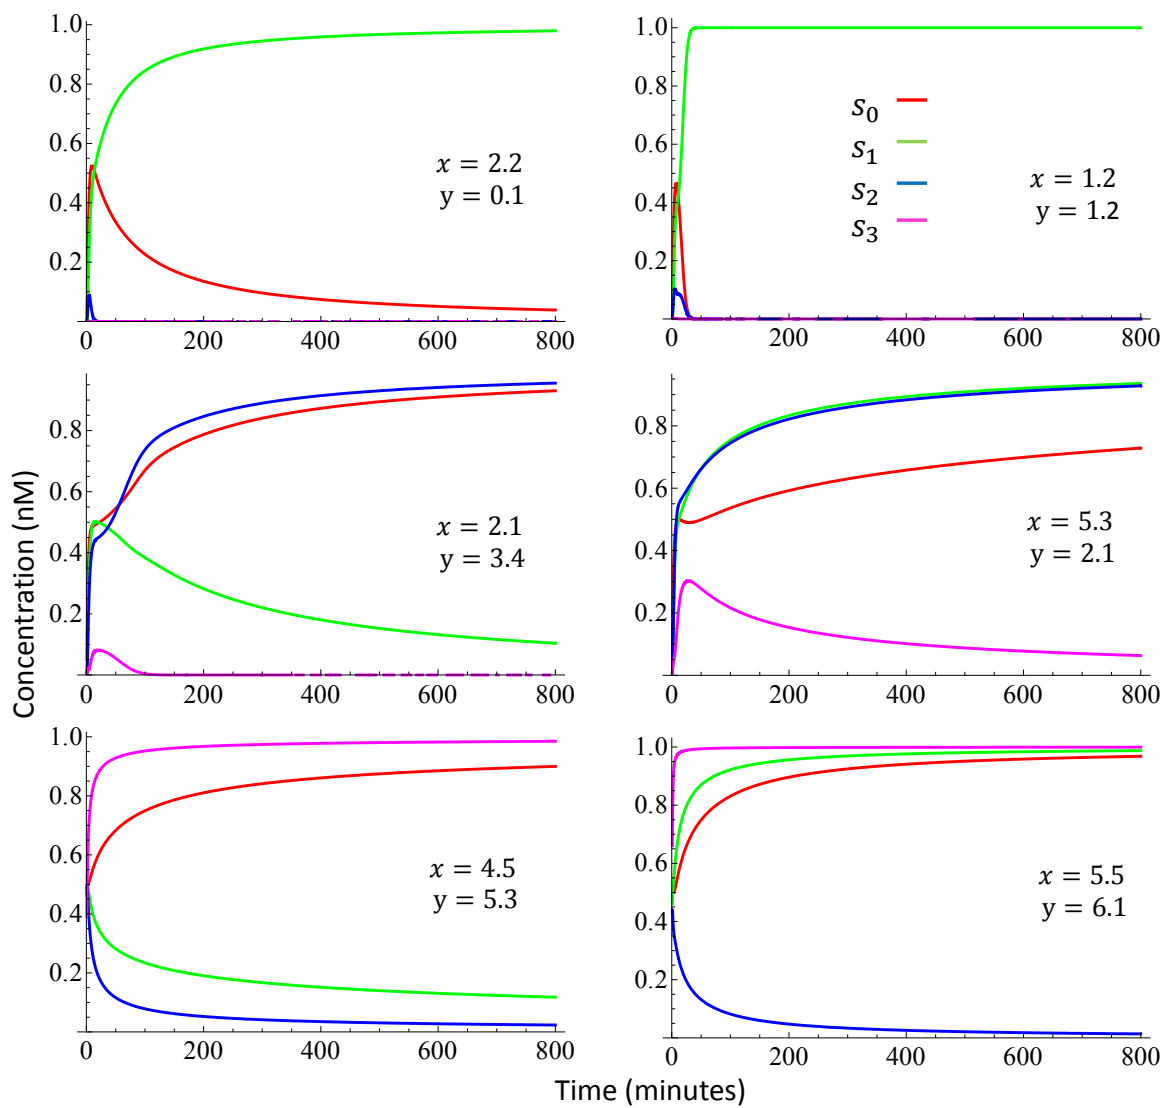 1.0
0.8
0.6
0.4
0.2
0 200 400 600 800
x = 2.2
y = 0.1
1.0
0.8
0.6
0.4
0.2
0 200 400 600 800
s0
s1
s2
s3
x = 1.2
y = 1.2
0.8
0.6
0.4
0.2
0 200 400 600 800
x = 2.1
y = 3.4
0.8
0.6
0.4
0.2
0 200 400 600 800
x = 5.3
y = 2.1
1.0
0.8
0.6
0.4
0.2
0 200 400 600 800
x = 4.5
y = 5.3
1.0
0.8
0.6
0.4
0.2
0 200 400 600 800
x = 5.5
y = 6.1
Concentration (nM)
Time (minutes)